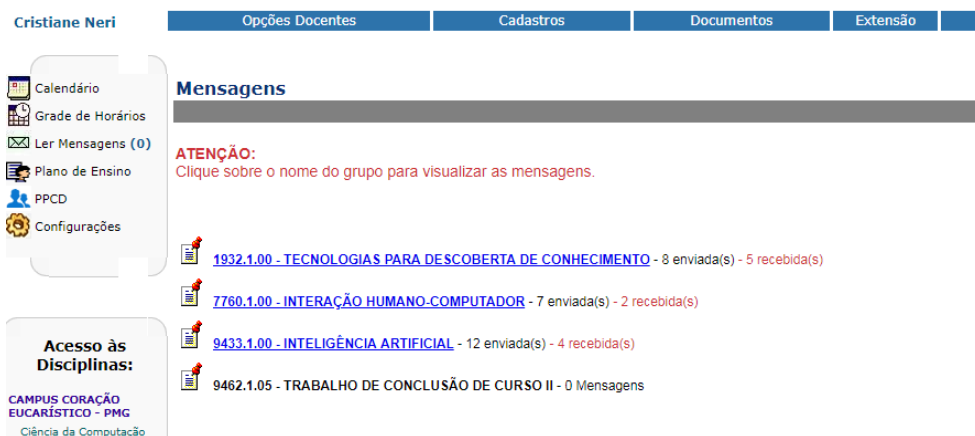 Cristiane Neri
Opções Docentes
Cadastros
Documentos
Extensão
Calendário
Grade de Horários
Ler Mensagens (0)
Plano de Ensino
PPCD
Configurações
Acesso às
Disciplinas:
CAMPUS CORAÇÃO
EUCARÍSTICO - PMG
Ciência da Computação
Mensagens
ATENÇÃO:
Clique sobre o nome do grupo para visualizar as mensagens.
1932.1.00 - TECNOLOGIAS PARA DESCOBERTA DE CONHECIMENTO - 8 enviada(s) - 5 recebida(s)
7760.1.00 - INTERAÇÃO HUMANO-COMPUTADOR - 7 enviada(s) - 2 recebida(s)
9433.1.00 - INTELIGÊNCIA ARTIFICIAL - 12 enviada(s) - 4 recebida(s)
9462.1.05 - TRABALHO DE CONCLUSÃO DE CURSO II - 0 Mensagens